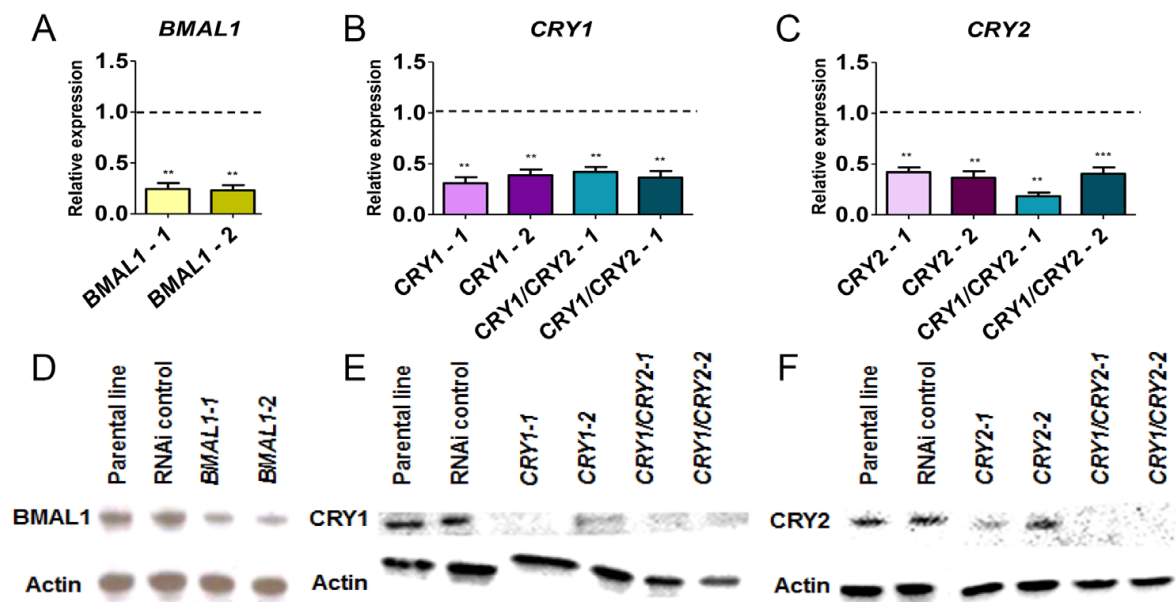 A
BMAL1
Relative expression
1.5
1.0
0.5
0.0
**
**
BMAL1 - 1
BMAL1 - 2
B
CRY1
Relative expression
1.5
1.0
0.5
0.0
**
**
**
**
CRY1 - 1
CRY1 - 2
CRY1/CRY2 - 1
CRY1/CRY2 - 1
C
CRY2
Relative expression
1.5
1.0
0.5
0.0
**
**
**
***
CRY2 - 1
CRY2 - 2
CRY1/CRY2 - 1
CRY1/CRY2 - 2
D
Parental line
RNAi control
BMAL1-1
BMAL1-2
BMAL1
Actin
E
Parental line
RNAi control
CRY1-1
CRY1-2
CRY1/CRY2-1
CRY1/CRY2-2
CRY1
Actin
F
Parental line
RNAi control
CRY2-1
CRY2-2
CRY1/CRY2-1
CRY1/CRY2-2
CRY2
Actin